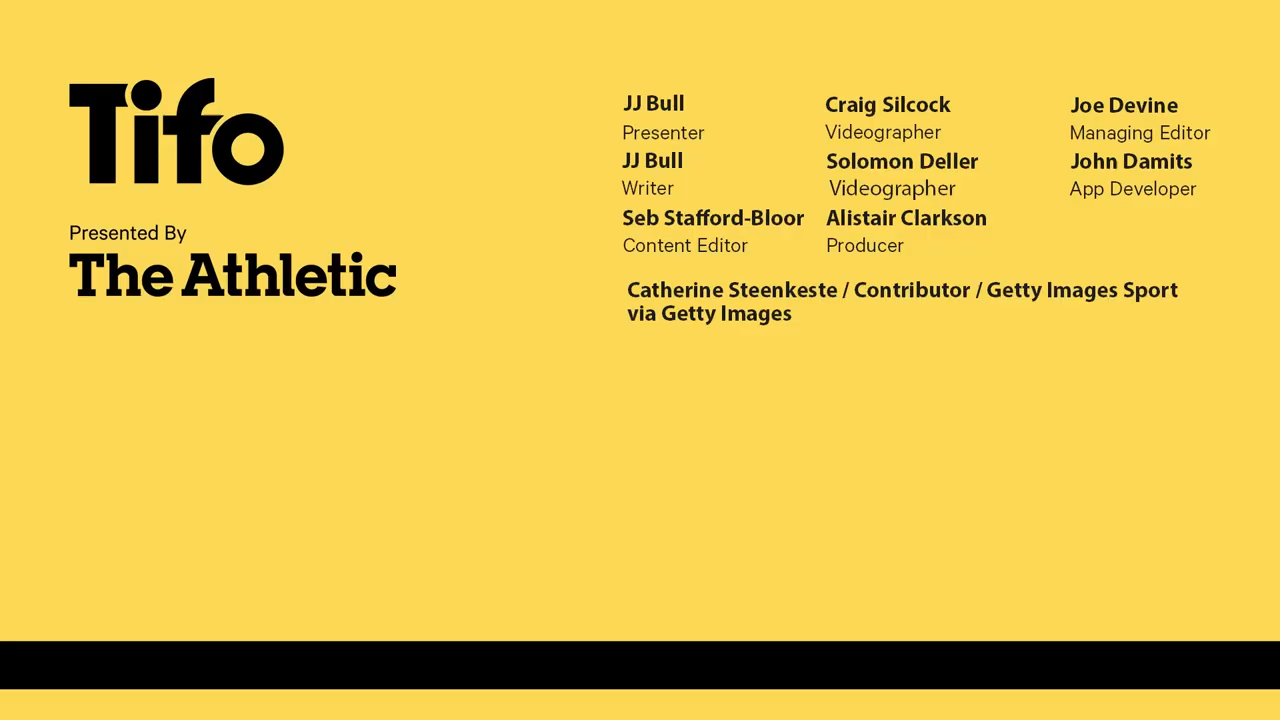 Tifo
Presented By
The Athletic
JJ Bull
Presenter
JJ Bull
Writer
Seb Stafford-Bloor
Content Editor
Craig Silcock
Videographer
Solomon Deller
Videographer
Alistair Clarkson
Producer
Joe Devine
Managing Editor
John Damits
App Developer
Catherine Steenkeste / Contributor / Getty Images Sport
via Getty Images